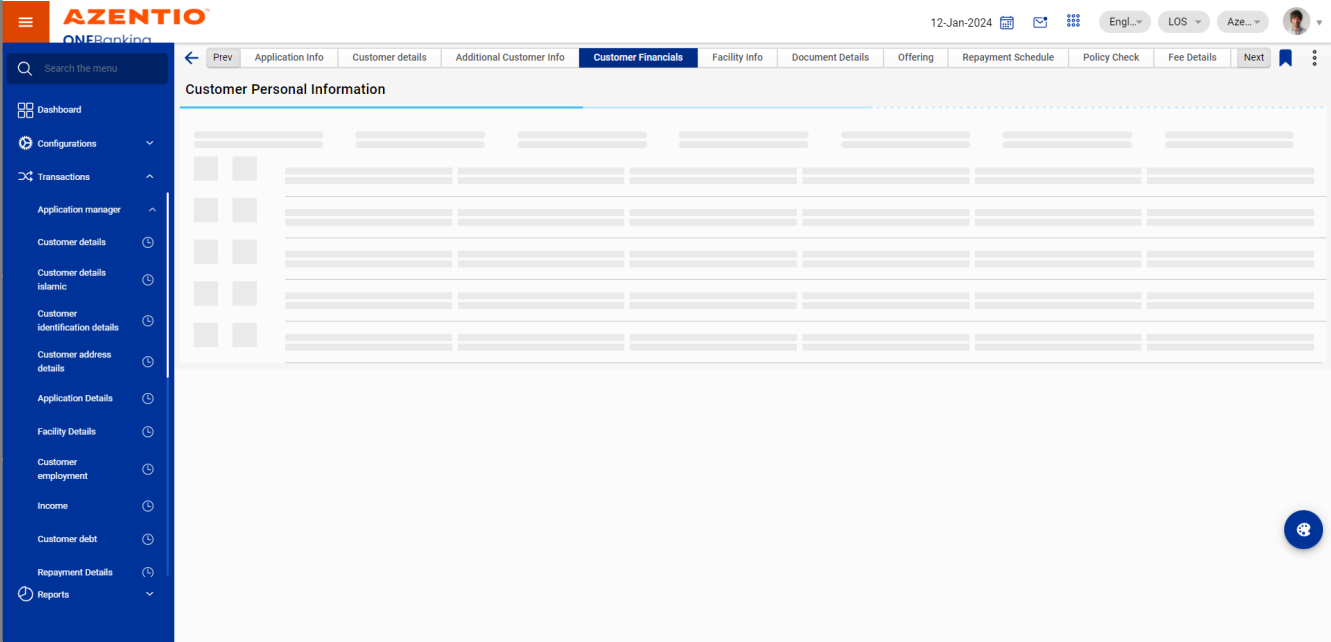 AZENTIO™
12-Jan-2024
Engl...
LOS
Aze...
ONEBanking
Search the menu
Dashboard
Configurations
Transactions
Application manager
Customer details
Customer details
islamic
Customer
identification details
Customer address
details
Application Details
Facility Details
Customer
employment
Income
Customer debt
Repayment Details
Reports
Prev
Application Info
Customer details
Additional Customer Info
Customer Financials
Facility Info
Document Details
Offering
Repayment Schedule
Policy Check
Fee Details
Next
Customer Personal Information